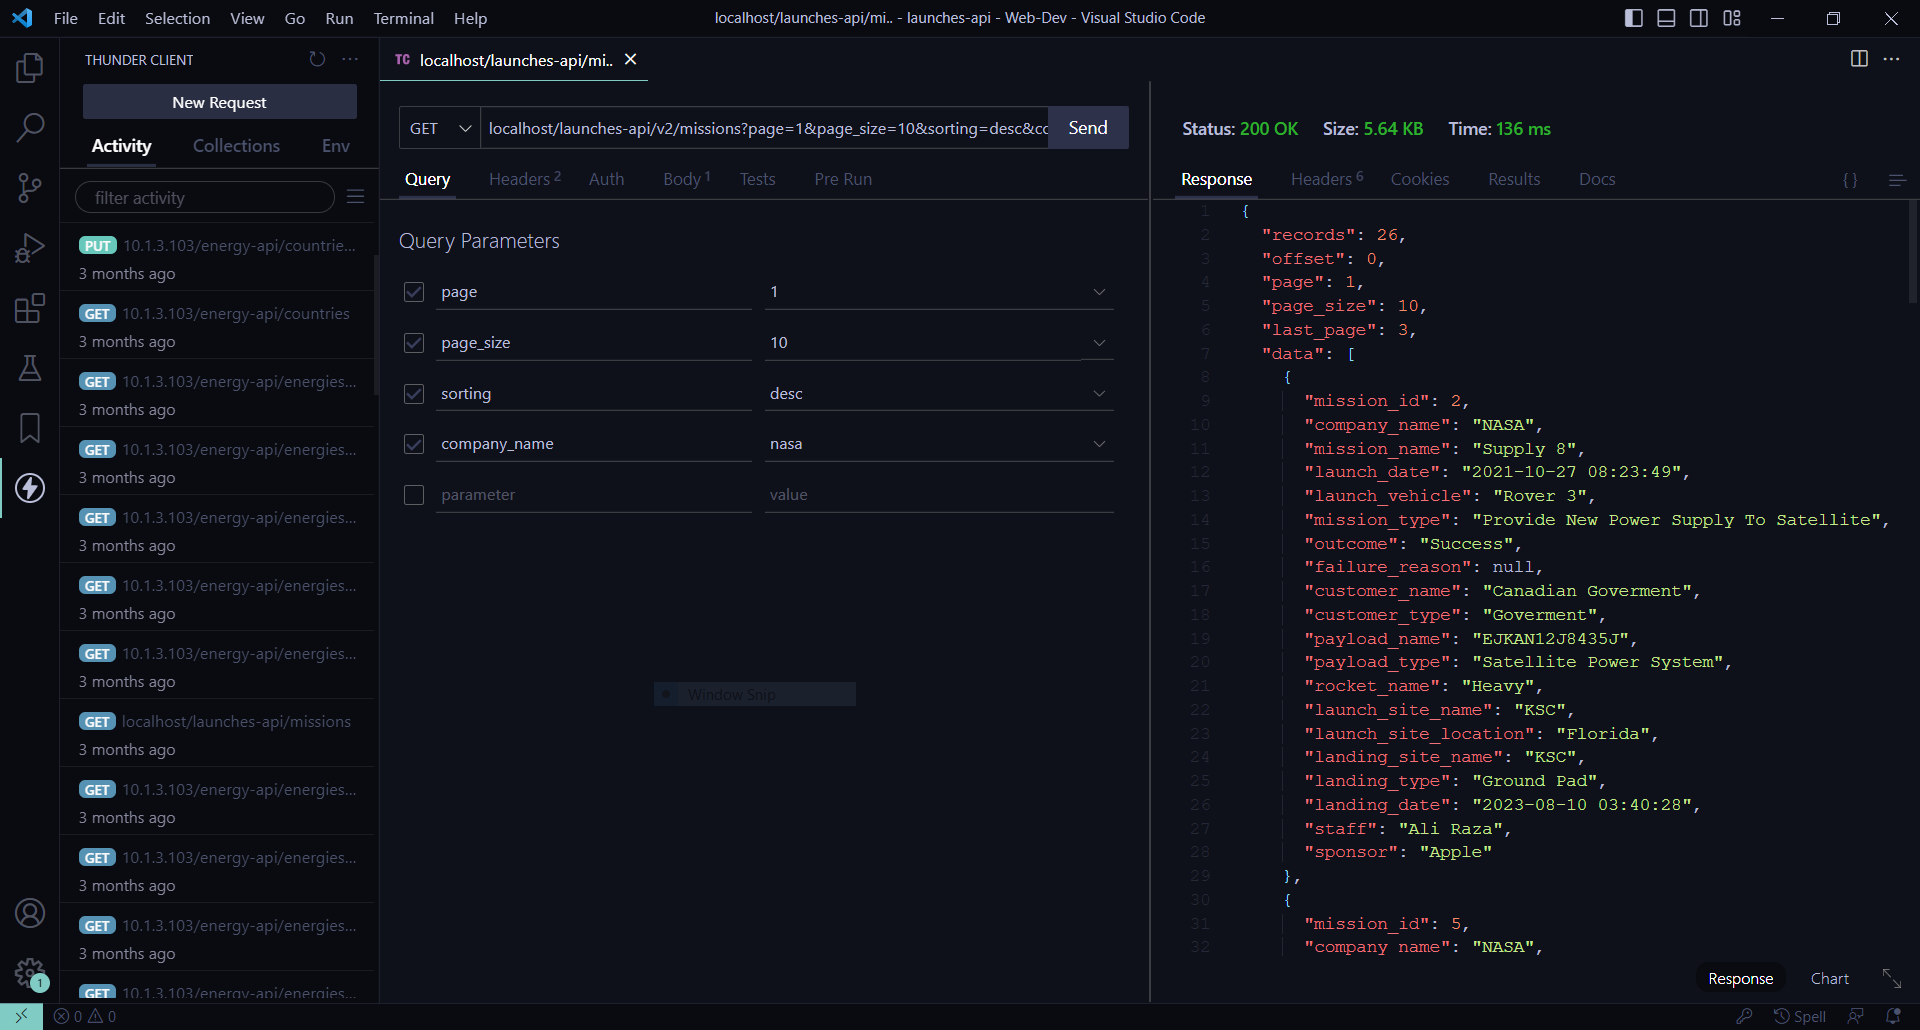 File Edit Selection View Go Run Terminal Help
localhost/launches-api/mi.. - launches-api - Web-Dev - Visual Studio Code
THUNDER CLIENT
New Request
Activity Collections Env
filter activity
PUT 10.1.3.103/energy-api/countrie...
3 months ago
GET 10.1.3.103/energy-api/countries
3 months ago
GET 10.1.3.103/energy-api/energies...
3 months ago
GET 10.1.3.103/energy-api/energies...
3 months ago
GET 10.1.3.103/energy-api/energies...
3 months ago
GET 10.1.3.103/energy-api/energies...
3 months ago
GET 10.1.3.103/energy-api/energies...
3 months ago
GET localhost/launches-api/missions
3 months ago
GET 10.1.3.103/energy-api/energies...
3 months ago
GET 10.1.3.103/energy-api/energies...
3 months ago
GET 10.1.3.103/energy-api/energies...
3 months ago
GET 10.1.3.103/energy-api/energies...
1
TC localhost/launches-api/mi..
GET localhost/launches-api/v2/missions?page=1&page_size=10&sorting=desc&cc Send
Query Headers 2 Auth Body 1 Tests Pre Run
Query Parameters
page 1
page_size 10
sorting desc
company_name nasa
parameter value
Window Snip
Status: 200 OK Size: 5.64 KB Time: 136 ms
Response Headers 6 Cookies Results Docs { }
1 {
2 "records": 26,
3 "offset": 0,
4 "page": 1,
5 "page_size": 10,
6 "last_page": 3,
7 "data": [
8 {
9 "mission_id": 2,
10 "company_name": "NASA",
11 "mission_name": "Supply 8",
12 "launch_date": "2021-10-27 08:23:49",
13 "launch_vehicle": "Rover 3",
14 "mission_type": "Provide New Power Supply To Satellite",
15 "outcome": "Success",
16 "failure_reason": null,
17 "customer_name": "Canadian Goverment",
18 "customer_type": "Goverment",
19 "payload_name": "EJKAN12J8435J",
20 "payload_type": "Satellite Power System",
21 "rocket_name": "Heavy",
22 "launch_site_name": "KSC",
23 "launch_site_location": "Florida",
24 "landing_site_name": "KSC",
25 "landing_type": "Ground Pad",
26 "landing_date": "2023-08-10 03:40:28",
27 "staff": "Ali Raza",
28 "sponsor": "Apple"
29 },
30 {
31 "mission_id": 5,
32 "company_name": "NASA",
Response Chart
0 0
Spell